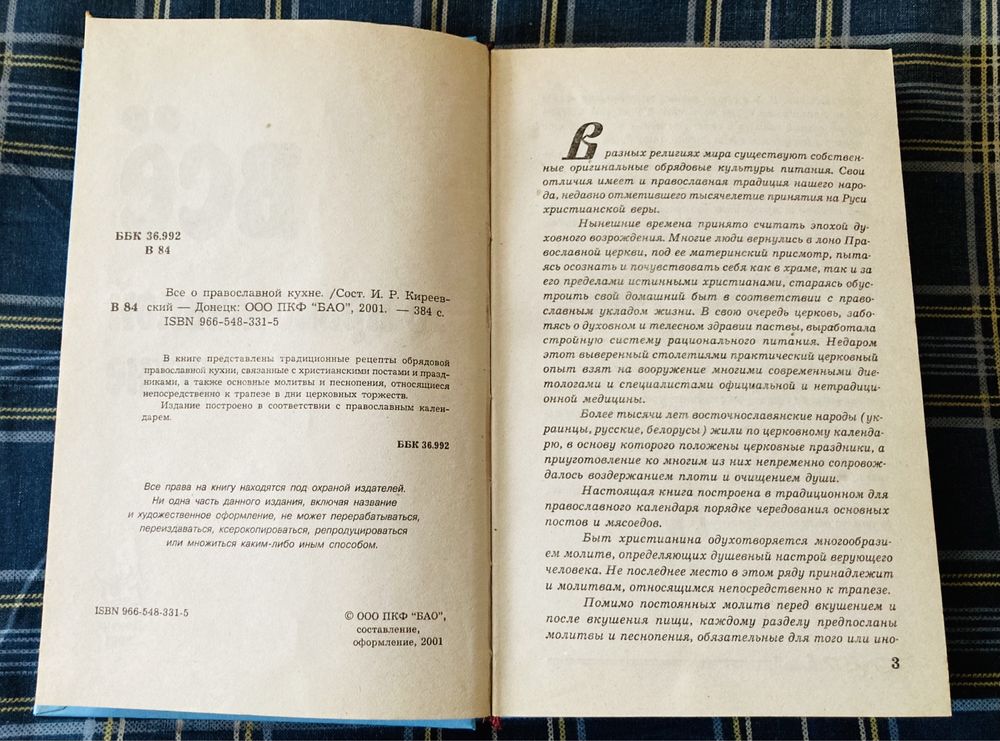 ББК 36.992
В 84
Все о православной кухне. /Сост. И. Р. Киреев-
В 84 ский — Донецк: ООО ПКФ "БАО", 2001. — 384 с.
ISBN 966-548-331-5
В книге представлены традиционные рецепты обрядовой
православной кухни, связанные с христианскими постами и празд-
никами, а также основные молитвы и песнопения, относящиеся
непосредственно к трапезе в дни церковных торжеств.
Издание построено в соответствии с православным кален-
дарем.
ББК 36.992
Все права на книгу находятся под охраной издателей.
Ни одна часть данного издания, включая название
и художественное оформление, не может перерабатываться,
переиздаваться, ксерокопироваться, репродуцироваться
или множиться каким-либо иным способом.
ISBN 966-548-331-5
© ООО ПКФ "БАО",
составление,
оформление, 2001
В разных религиях мира существуют собствен-
ные оригинальные обрядовые культуры питания. Свои
отличия имеет и православная традиция нашего наро-
да, недавно отметившего тысячелетие принятия на Руси
христианской веры.
Нынешние времена принято считать эпохой ду-
ховного возрождения. Многие люди вернулись в лоно Пра-
вославной церкви, под ее материнский присмотр, пыта-
ясь осознать и почувствовать себя как в храме, так и за
его пределами истинными христианами, стараясь обус-
троить свой домашний быт в соответствии с право-
славным укладом жизни. В свою очередь церковь, забо-
тясь о духовном и телесном здравии паствы, выработала
стройную систему рационального питания. Недаром
этот выверенный столетиями практический церковный
опыт взят на вооружение многими современными дие-
тологами и специалистами официальной и нетрадици-
онной медицины.
Более тысячи лет восточнославянские народы (ук-
раинцы, русские, белорусы) жили по церковному календа-
рю, в основу которого положены церковные праздники, а
приуготовление ко многим из них непременно сопровож-
далось воздержанием плоти и очищением души.
Настоящая книга построена в традиционном для
православного календаря порядке чередования основных
постов и мясоедов.
Быт христианина одухотворяется многообрази-
ем молитв, определяющих душевный настрой верующего
человека. Не последнее место в этом ряду принадлежит
и молитвам, относящимся непосредственно к трапезе.
Помимо постоянных молитв перед вкушением и
после вкушения пищи, каждому разделу предпосланы
молитвы и песнопения, обязательные для того или ино-
3